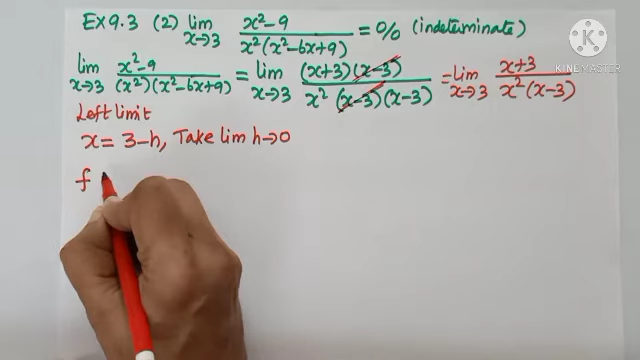 Ex 9.3 (2) lim x→3 x²-9 / x²(x²-6x+9) = 0/0 (indeterminate)
lim x→3 x²-9 / (x²)(x²-6x+9) = lim x→3 (x+3)(x-3) / x²(x-3)(x-3) = lim x→3 x+3 / x²(x-3)
Left limit
x = 3-h, Take lim h→0
f
K
KINEMASTER